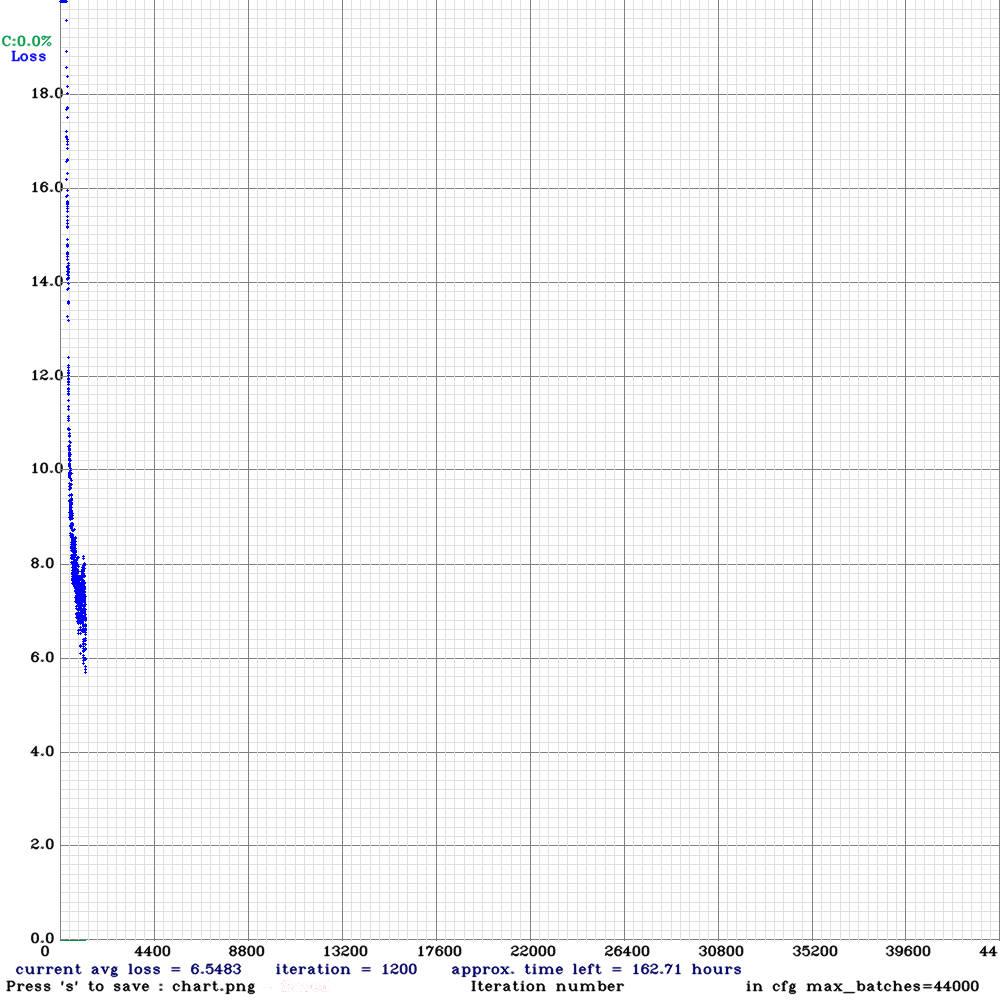 C:0.0%
Loss
18.0
16.0
14.0
12.0
10.0
8.0
6.0
4.0
2.0
0.0
0 4400 8800 13200 17600 22000 26400 30800 35200 39600 44
current avg loss = 6.5483 iteration = 1200 approx. time left = 162.71 hours
Press 's' to save : chart.png Iteration number in cfg max_batches=44000